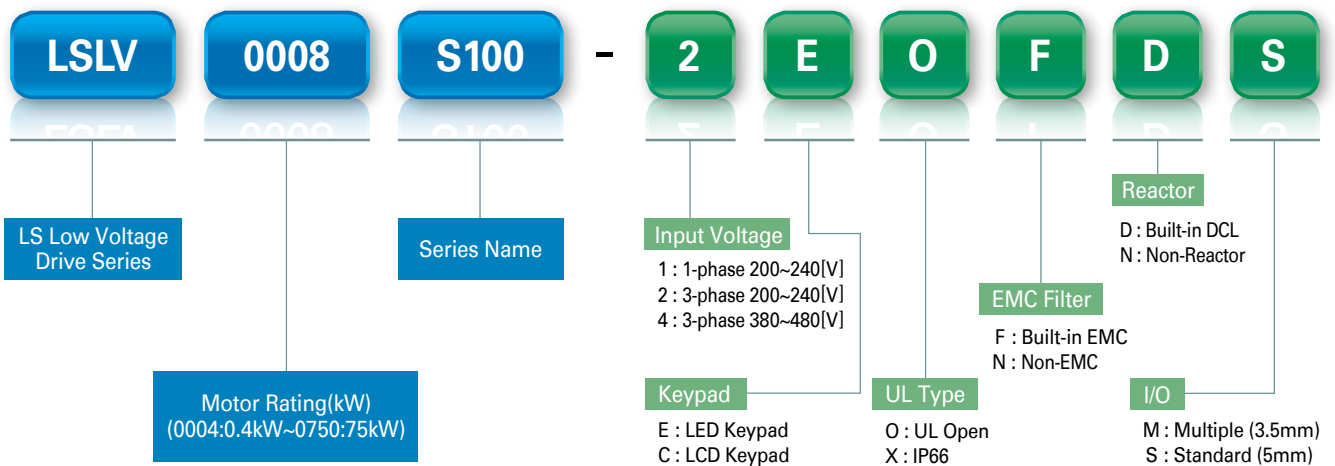 LSLV 0008 S100 - 2 E O F D S
LS Low Voltage
Drive Series
Motor Rating(kW)
(0004:0.4kW~0750:75kW)
Series Name
Input Voltage
1 : 1-phase 200~240[V]
2 : 3-phase 200~240[V]
4 : 3-phase 380~480[V]
Keypad
E : LED Keypad
C : LCD Keypad
UL Type
O : UL Open
X : IP66
EMC Filter
F : Built-in EMC
N : Non-EMC
Reactor
D : Built-in DCL
N : Non-Reactor
I/O
M : Multiple (3.5mm)
S : Standard (5mm)